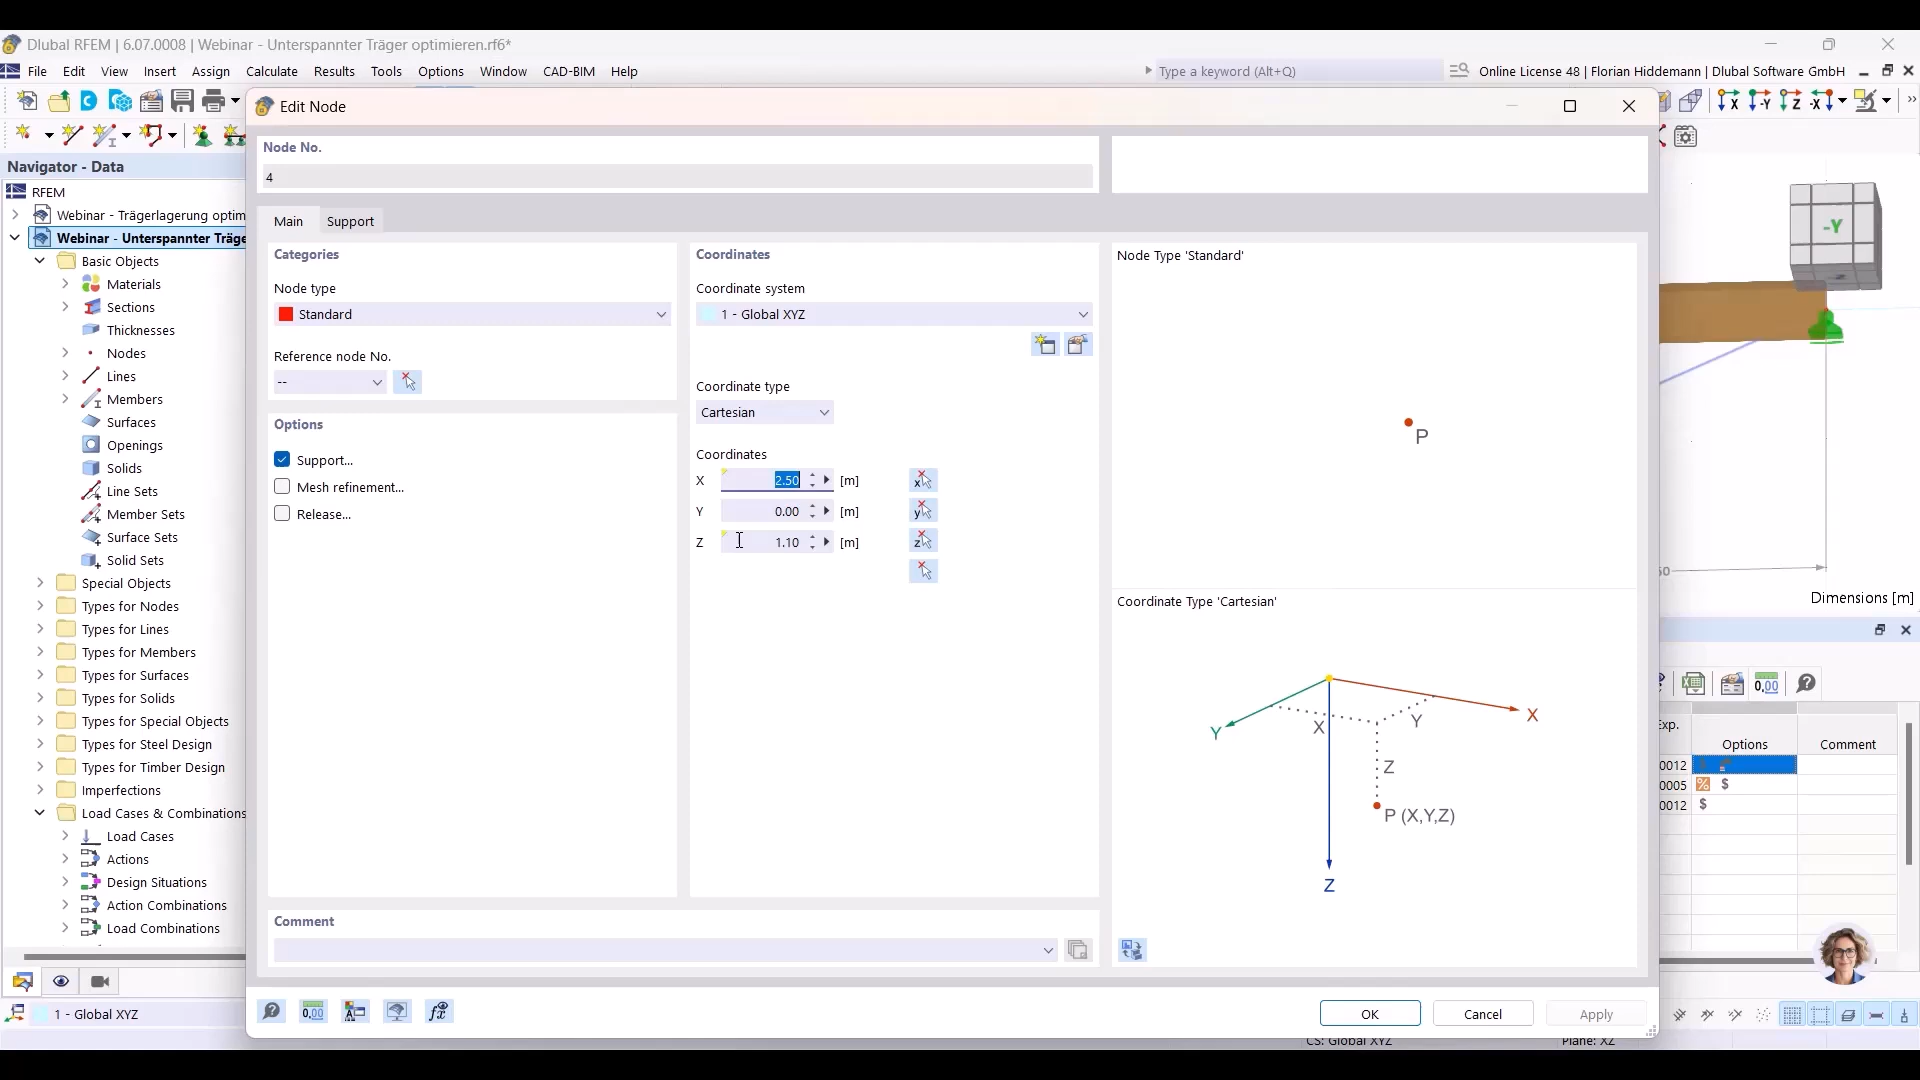 Dlubal RFEM | 6.07.0008 | Webinar - Unterspannter Träger optimieren.rf6*
File Edit View Insert Assign Calculate Results Tools Options Window CAD-BIM Help
Type a keyword (Alt+Q)
Online License 48 | Florian Hiddemann | Dlubal Software GmbH
Edit Node
Node No.
4
Navigator - Data
RFEM
Webinar - Trägerlagerung optim
Webinar - Unterspannter Träge
Basic Objects
Materials
Sections
Thicknesses
Nodes
Lines
Members
Surfaces
Openings
Solids
Line Sets
Member Sets
Surface Sets
Solid Sets
Special Objects
Types for Nodes
Types for Lines
Types for Members
Types for Surfaces
Types for Solids
Types for Special Objects
Types for Steel Design
Types for Timber Design
Imperfections
Load Cases & Combinations
Load Cases
Actions
Design Situations
Action Combinations
Load Combinations
1 - Global XYZ
Main Support
Categories
Node type
Standard
Reference node No.
--
Options
Support...
Mesh refinement...
Release...
Coordinates
Coordinate system
1 - Global XYZ
Coordinate type
Cartesian
Coordinates
X 2.50 [m]
Y 0.00 [m]
Z 1.10 [m]
Comment
Node Type 'Standard'
P
Coordinate Type 'Cartesian'
X
Y
X
Y
Z
P (X,Y,Z)
Z
OK Cancel Apply
-Y
Dimensions [m]
Exp.
Options Comment
0012
0005
0012
CS: Global XYZ Plane: XZ